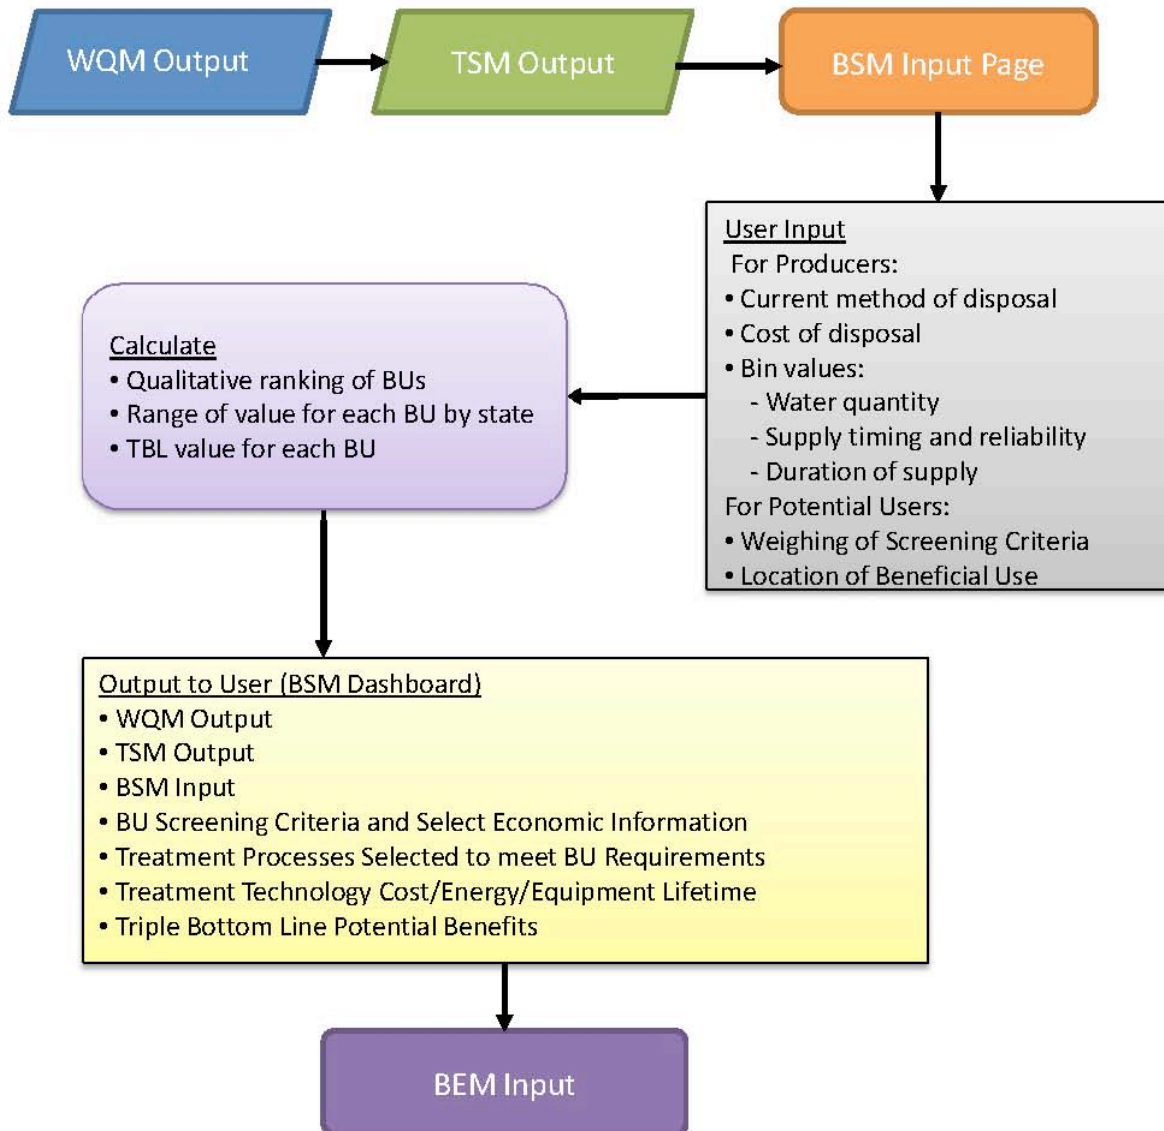 WQM Output
TSM Output
BSM Input Page
User Input
For Producers:
• Current method of disposal
• Cost of disposal
• Bin values:
- Water quantity
- Supply timing and reliability
- Duration of supply
For Potential Users:
• Weighing of Screening Criteria
• Location of Beneficial Use
Calculate
• Qualitative ranking of BUs
• Range of value for each BU by state
• TBL value for each BU
Output to User (BSM Dashboard)
• WQM Output
• TSM Output
• BSM Input
• BU Screening Criteria and Select Economic Information
• Treatment Processes Selected to meet BU Requirements
• Treatment Technology Cost/Energy/Equipment Lifetime
• Triple Bottom Line Potential Benefits
BEM Input